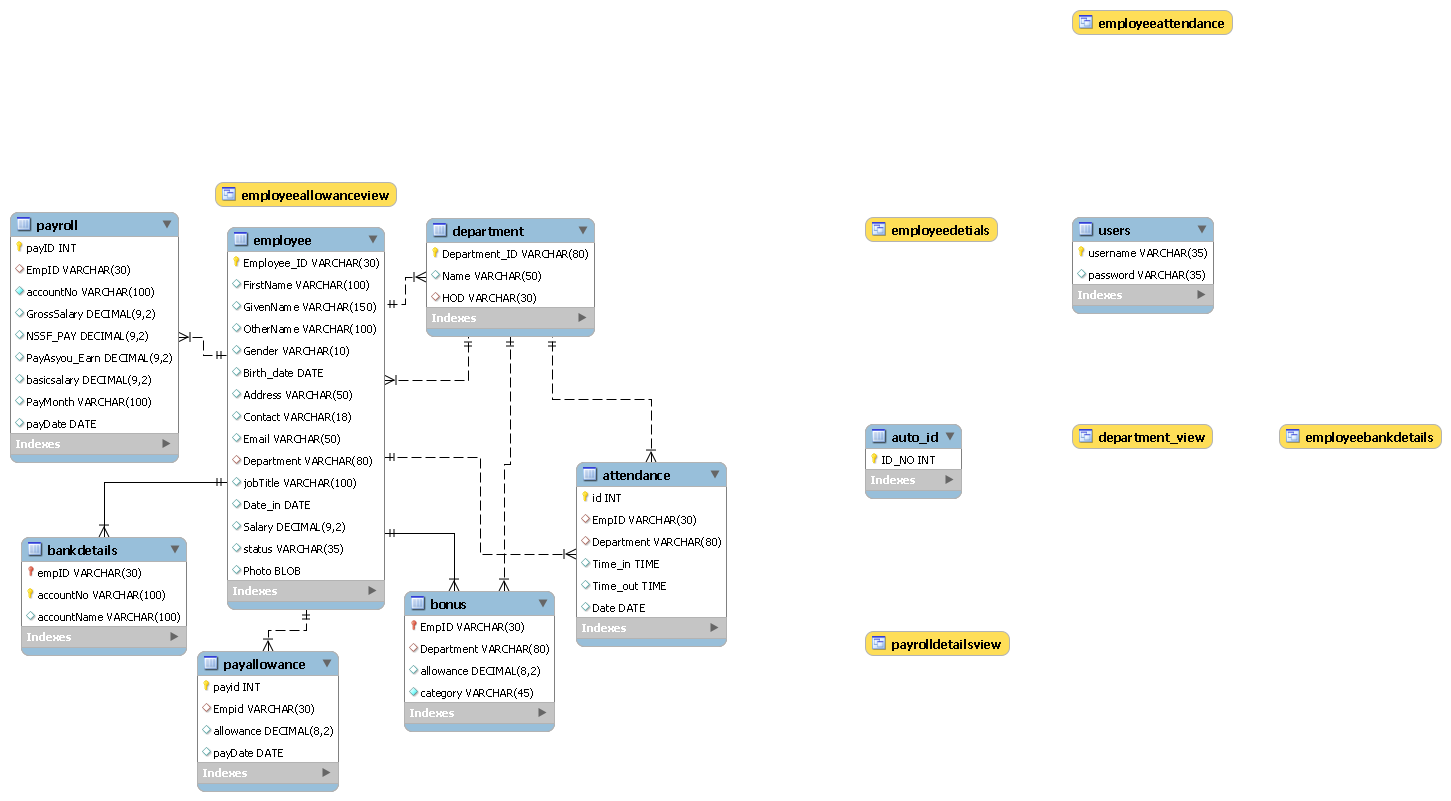 employeeattendance
employeeallowanceview
payroll
payID INT
EmpID VARCHAR(30)
accountNo VARCHAR(100)
GrossSalary DECIMAL(9,2)
NSSF_PAY DECIMAL(9,2)
PayAsyou_Earn DECIMAL(9,2)
basicsalary DECIMAL(9,2)
PayMonth VARCHAR(100)
payDate DATE
Indexes
employee
Employee_ID VARCHAR(30)
FirstName VARCHAR(100)
GivenName VARCHAR(150)
OtherName VARCHAR(100)
Gender VARCHAR(10)
Birth_date DATE
Address VARCHAR(50)
Contact VARCHAR(18)
Email VARCHAR(50)
Department VARCHAR(80)
jobTitle VARCHAR(100)
Date_in DATE
Salary DECIMAL(9,2)
status VARCHAR(35)
Photo BLOB
Indexes
department
Department_ID VARCHAR(80)
Name VARCHAR(50)
HOD VARCHAR(30)
Indexes
employeedetials
users
username VARCHAR(35)
password VARCHAR(35)
Indexes
auto_id
ID_NO INT
Indexes
department_view
employeebankdetails
attendance
id INT
EmpID VARCHAR(30)
Department VARCHAR(80)
Time_in TIME
Time_out TIME
Date DATE
Indexes
bankdetails
empID VARCHAR(30)
accountNo VARCHAR(100)
accountName VARCHAR(100)
Indexes
bonus
EmpID VARCHAR(30)
Department VARCHAR(80)
allowance DECIMAL(8,2)
category VARCHAR(45)
Indexes
payrolldetailsview
payallowance
payid INT
Empid VARCHAR(30)
allowance DECIMAL(8,2)
payDate DATE
Indexes